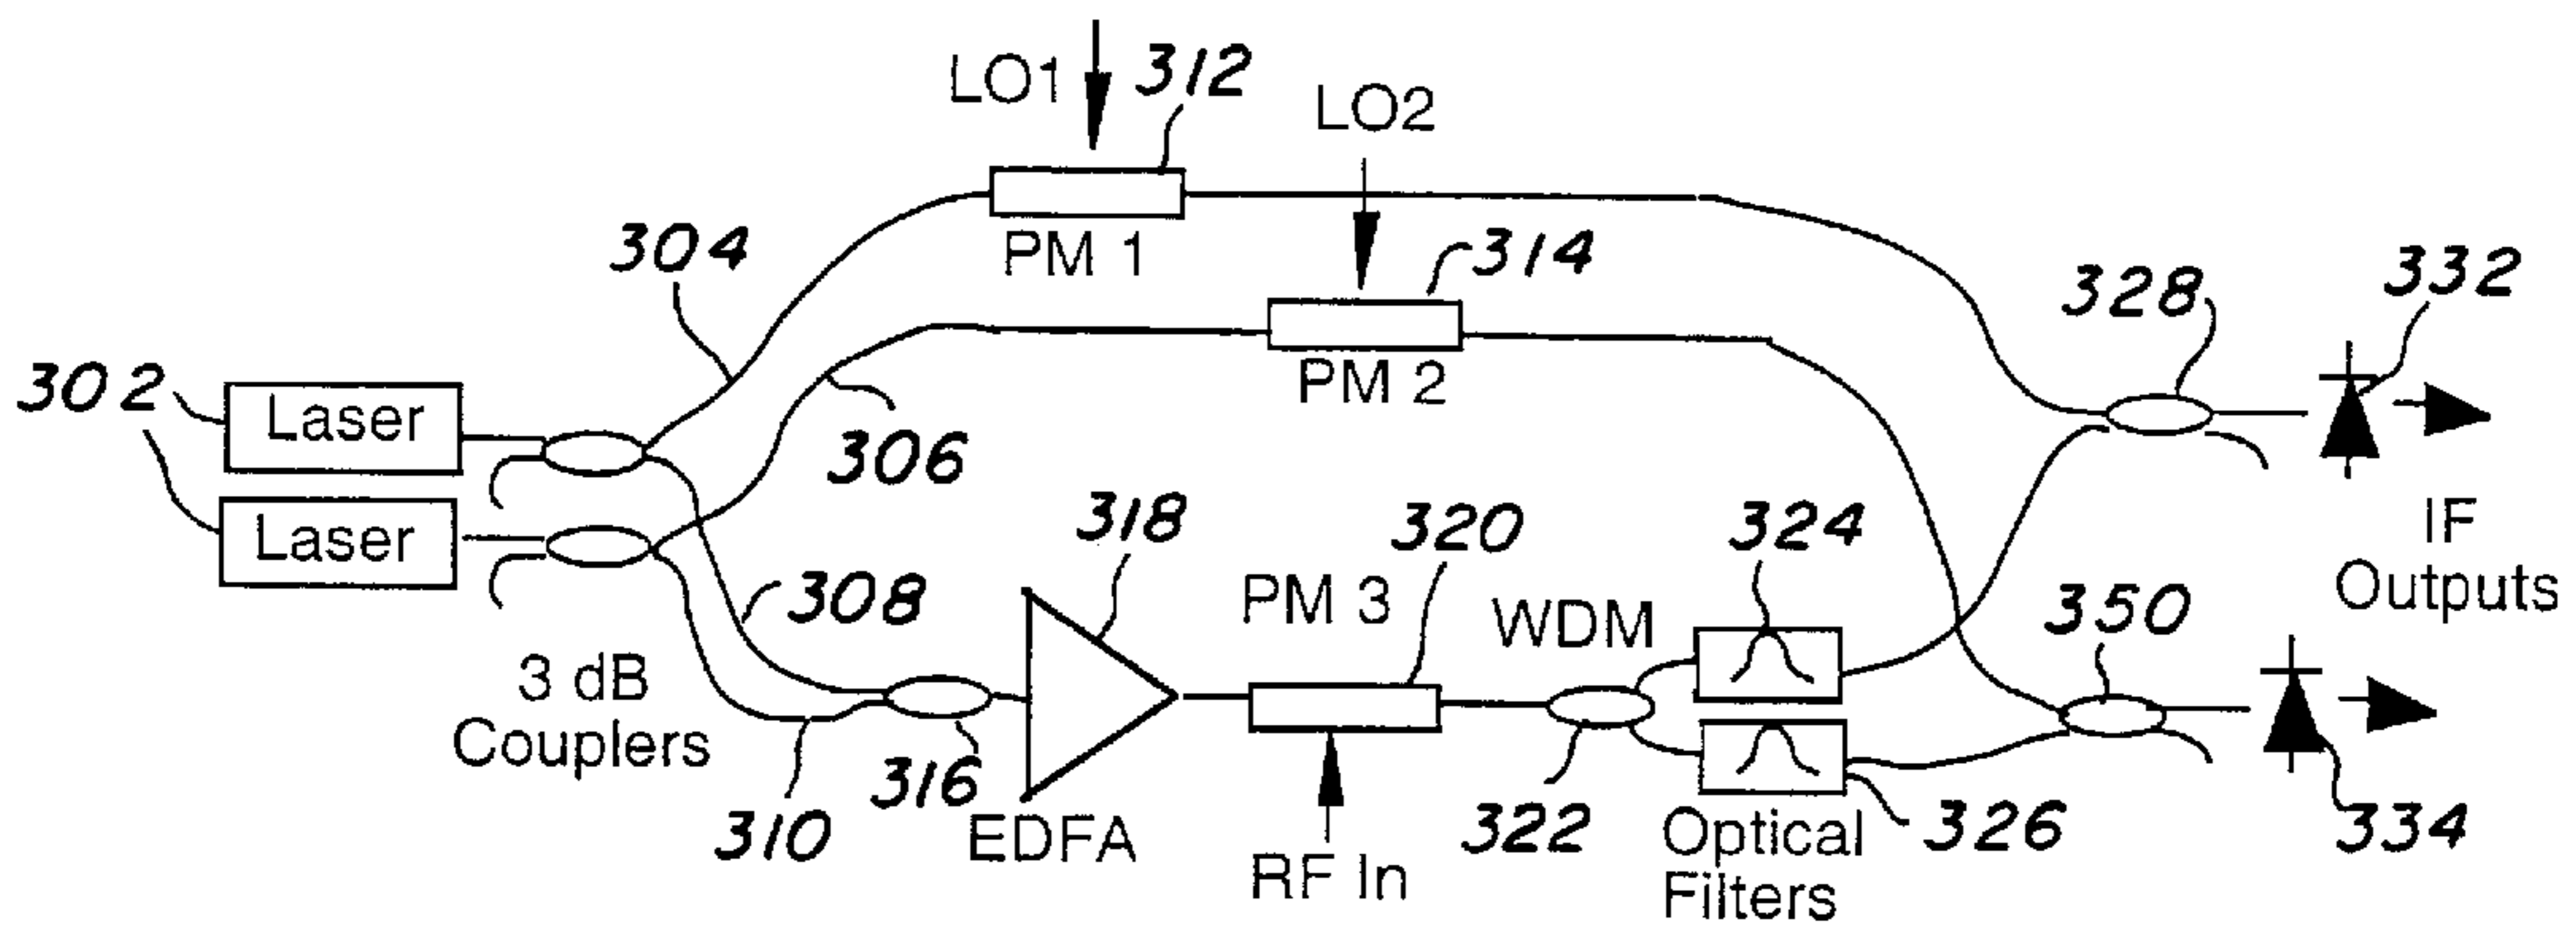 LO1
312
LO2
PM 1
304
314
328
332
302
Laser
PM 2
306
Laser
318
320
324
IF
Outputs
308
PM 3
WDM
350
3 dB
Couplers
310
316
EDFA
RF In
322
Optical
Filters
326
334